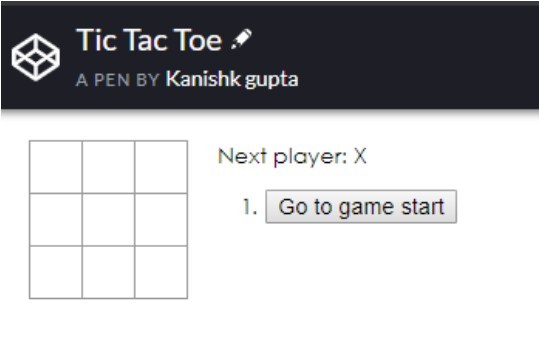 Tic Tac Toe
A PEN BY Kanishk gupta
Next player: X
1. Go to game start